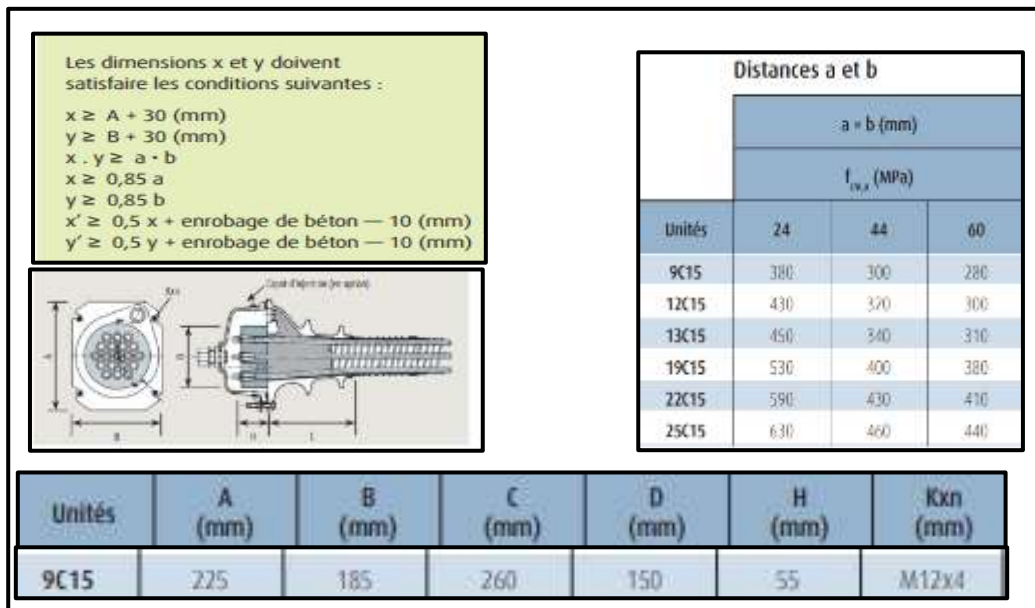 Les dimensions x et y doivent
satisfaire les conditions suivantes :
x ≥ A + 30 (mm)
y ≥ B + 30 (mm)
x . y ≥ a • b
x ≥ 0,85 a
y ≥ 0,85 b
x′ ≥ 0,5 x + enrobage de béton — 10 (mm)
y′ ≥ 0,5 y + enrobage de béton — 10 (mm)
Distances a et b
a = b (mm)
(MPa)
Unités 24 44 60
9C15 380 300 280
12C15 430 320 300
13C15 450 340 310
19C15 530 400 380
22C15 590 430 410
25C15 630 460 440
Kxn
A
B
H
Unités A (mm) B (mm) C (mm) D (mm) H (mm) Kxn (mm)
9C15 225 185 260 150 55 M12x4